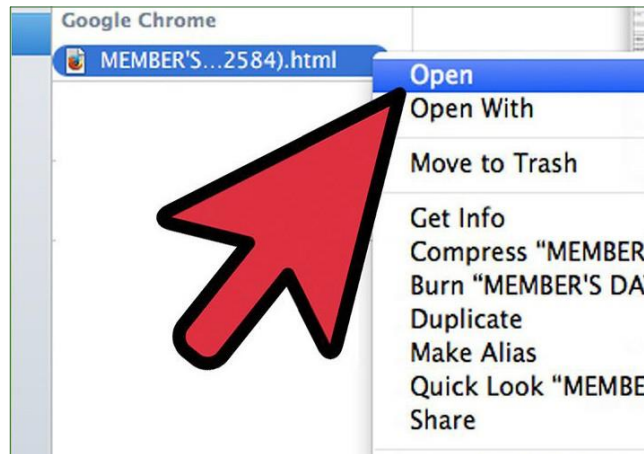 Google Chrome
MEMBER'S...2584).html
Open
Open With
Move to Trash
Get Info
Compress "MEMBER
Burn "MEMBER'S DA
Duplicate
Make Alias
Quick Look "MEMBE
Share